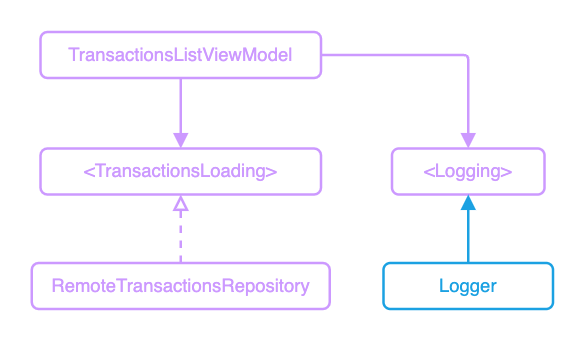 TransactionsListViewModel
<TransactionsLoading>
<Logging>
RemoteTransactionsRepository
Logger